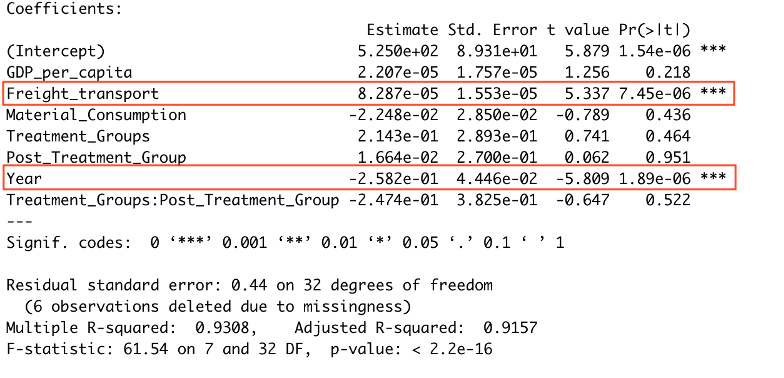 Coefficients:
Estimate Std. Error t value Pr(>|t|)
(Intercept) 5.250e+02 8.931e+01 5.879 1.54e-06 ***
GDP_per_capita 2.207e-05 1.757e-05 1.256 0.218
Freight_transport 8.287e-05 1.553e-05 5.337 7.45e-06 ***
Material_Consumption -2.248e-02 2.850e-02 -0.789 0.436
Treatment_Groups 2.143e-01 2.893e-01 0.741 0.464
Post_Treatment_Group 1.664e-02 2.700e-01 0.062 0.951
Year -2.582e-01 4.446e-02 -5.809 1.89e-06 ***
Treatment_Groups:Post_Treatment_Group -2.474e-01 3.825e-01 -0.647 0.522
---
Signif. codes: 0 ‘***’ 0.001 ‘**’ 0.01 ‘*’ 0.05 ‘.’ 0.1 ‘ ’ 1
Residual standard error: 0.44 on 32 degrees of freedom
(6 observations deleted due to missingness)
Multiple R-squared: 0.9308, Adjusted R-squared: 0.9157
F-statistic: 61.54 on 7 and 32 DF, p-value: < 2.2e-16